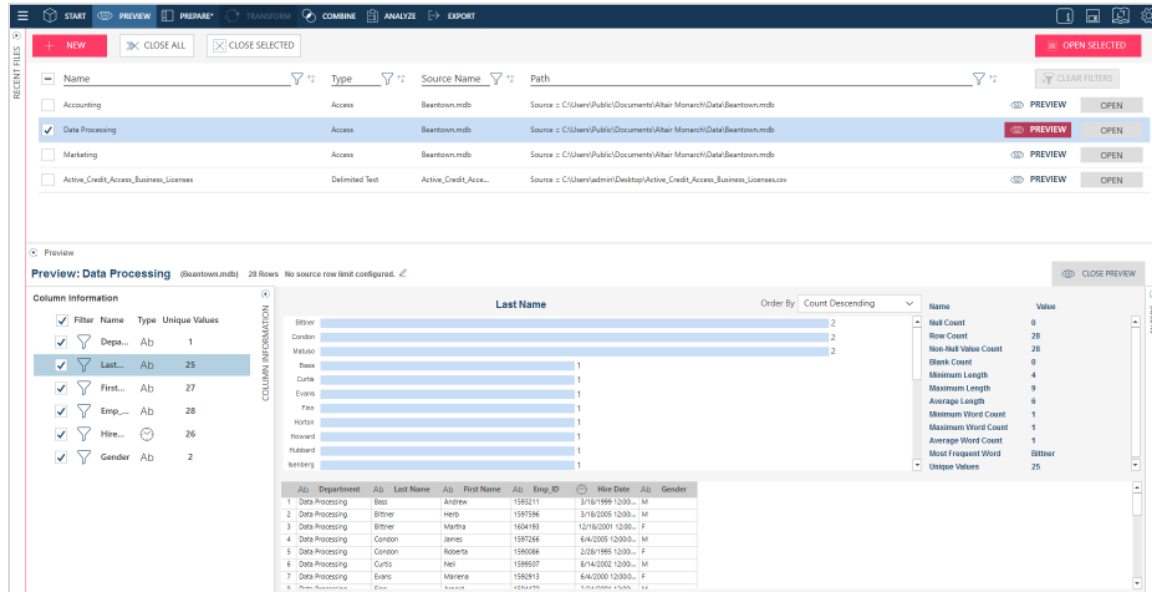 START PREVIEW PREPARE* TRANSFORM COMBINE ANALYZE EXPORT
RECENT FILES
NEW CLOSE ALL CLOSE SELECTED OPEN SELECTED
Name Type Source Name Path CLEAR FILTERS
Accounting Access Beantown.mdb Source :: C:\Users\Public\Documents\Altair Monarch\Data\Beantown.mdb PREVIEW OPEN
Data Processing Access Beantown.mdb Source :: C:\Users\Public\Documents\Altair Monarch\Data\Beantown.mdb PREVIEW OPEN
Marketing Access Beantown.mdb Source :: C:\Users\Public\Documents\Altair Monarch\Data\Beantown.mdb PREVIEW OPEN
Active_Credit_Access_Business_Licenses Delimited Text Active_Credit_Acce... Source :: C:\Users\admin\Desktop\Active_Credit_Access_Business_Licenses.csv PREVIEW OPEN
Preview
Preview: Data Processing (Beantown.mdb) 28 Rows No source row limit configured. CLOSE PREVIEW
Column Information
Filter Name Type Unique Values
Depa... Ab 1
Last... Ab 25
First... Ab 27
Emp_... Ab 28
Hire... 26
Gender Ab 2
COLUMN INFORMATION
Last Name
Order By Count Descending
Bittner 2
Condon 2
Matuso 2
Bass 1
Curtis 1
Evans 1
Finn 1
Horton 1
Howard 1
Hubbard 1
Isenberg 1
Name Value
Null Count 0
Row Count 28
Non-Null Value Count 28
Blank Count 0
Minimum Length 4
Maximum Length 9
Average Length 6
Minimum Word Count 1
Maximum Word Count 1
Average Word Count 1
Most Frequent Word Bittner
Unique Values 25
Ab Department Ab Last Name Ab First Name Ab Emp_ID Hire Date Ab Gender
1 Data Processing Bass Andrew 1593211 3/18/1999 12:00... M
2 Data Processing Bittner Herb 1597596 3/18/2005 12:00... M
3 Data Processing Bittner Martha 1604193 12/18/2001 12:00... F
4 Data Processing Condon James 1597266 6/4/2005 12:00:0... M
5 Data Processing Condon Roberta 1590086 2/28/1995 12:00... F
6 Data Processing Curtis Neil 1599507 8/14/2002 12:00... M
7 Data Processing Evans Mariena 1592913 6/4/2000 12:00:0... F